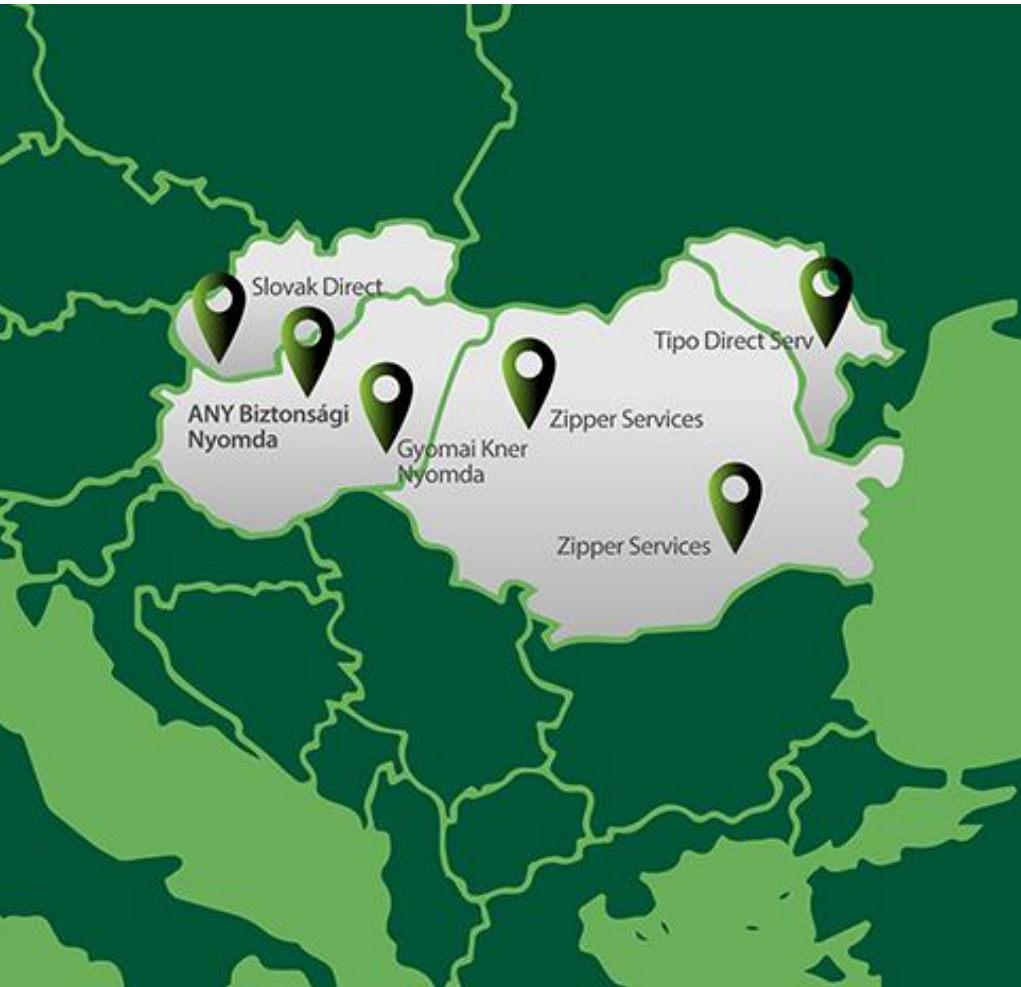 Slovak Direct
Tipo Direct Serv
ANY Biztonsági
Nyomda
Zipper Services
Gyomai Kner
Nyomda
Zipper Services